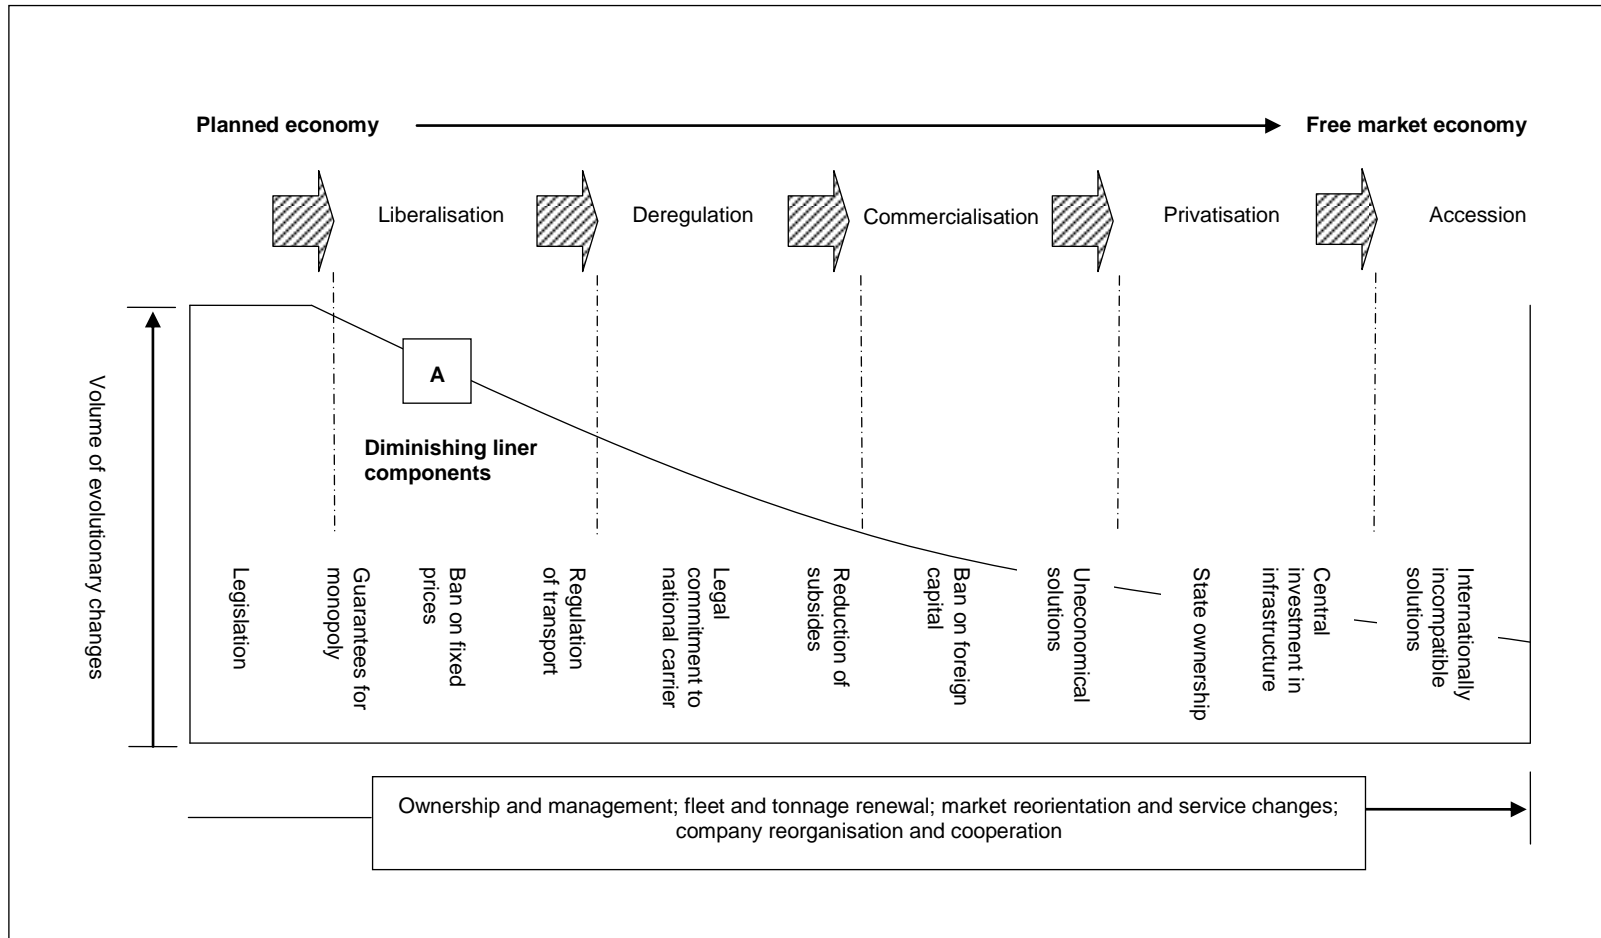 Planned economy
Free market economy
Liberalisation
Deregulation
Commercialisation
Privatisation
Accession
Volume of evolutionary changes
A
Diminishing liner
components
Legislation
Guarantees for
monopoly
Ban on fixed
prices
Regulation
of transport
Legal
commitment to
national carrier
Reduction of
subsides
Ban on foreign
capital
Uneconomical
solutions
State ownership
Central
investment in
infrastructure
Internationally
incompatible
solutions
Ownership and management; fleet and tonnage renewal; market reorientation and service changes;
company reorganisation and cooperation